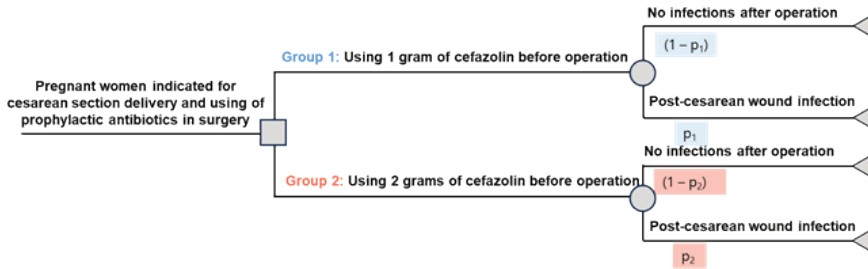 No infections after operation
(1 – p₁)
Group 1: Using 1 gram of cefazolin before operation
Pregnant women indicated for
cesarean section delivery and using of
prophylactic antibiotics in surgery
Post-cesarean wound infection
p₁
No infections after operation
Group 2: Using 2 grams of cefazolin before operation
(1 – p₂)
Post-cesarean wound infection
p₂